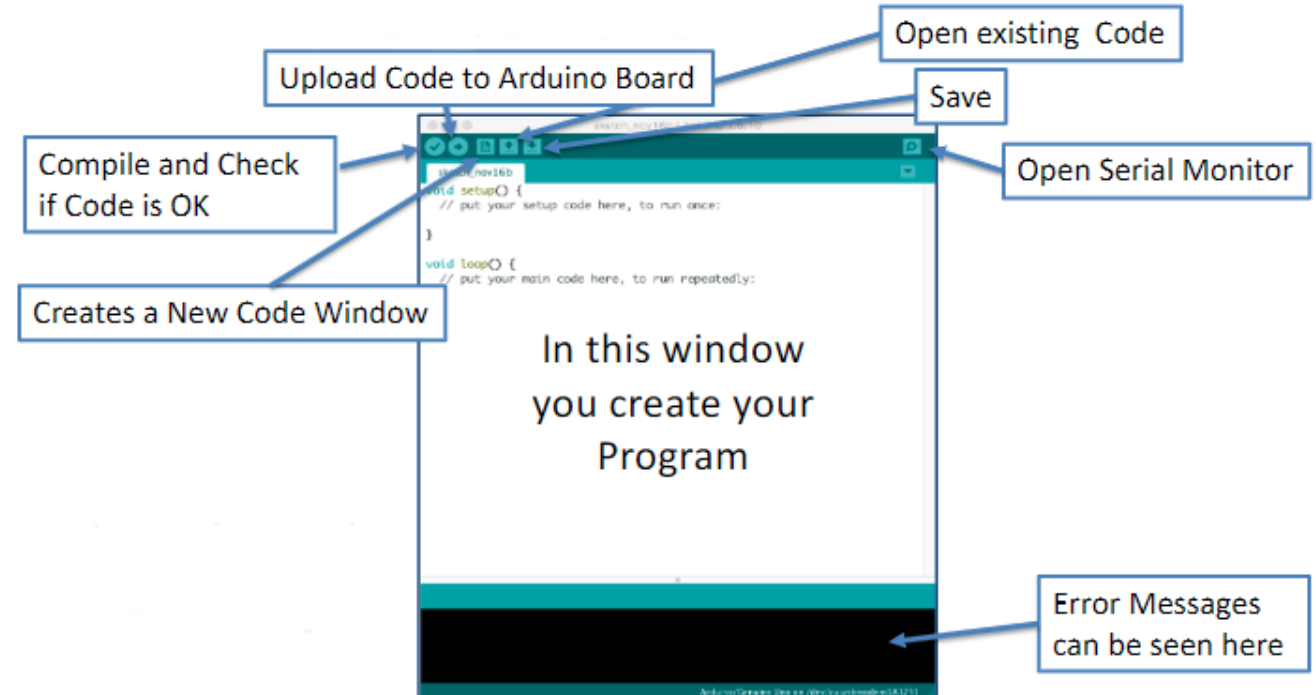 Open existing Code
Upload Code to Arduino Board
Save
Compile and Check
if Code is OK
Open Serial Monitor
void setup() {
// put your setup code here, to run once:
}
void loop() {
// put your main code here, to run repeatedly:
Creates a New Code Window
In this window
you create your
Program
Error Messages
can be seen here